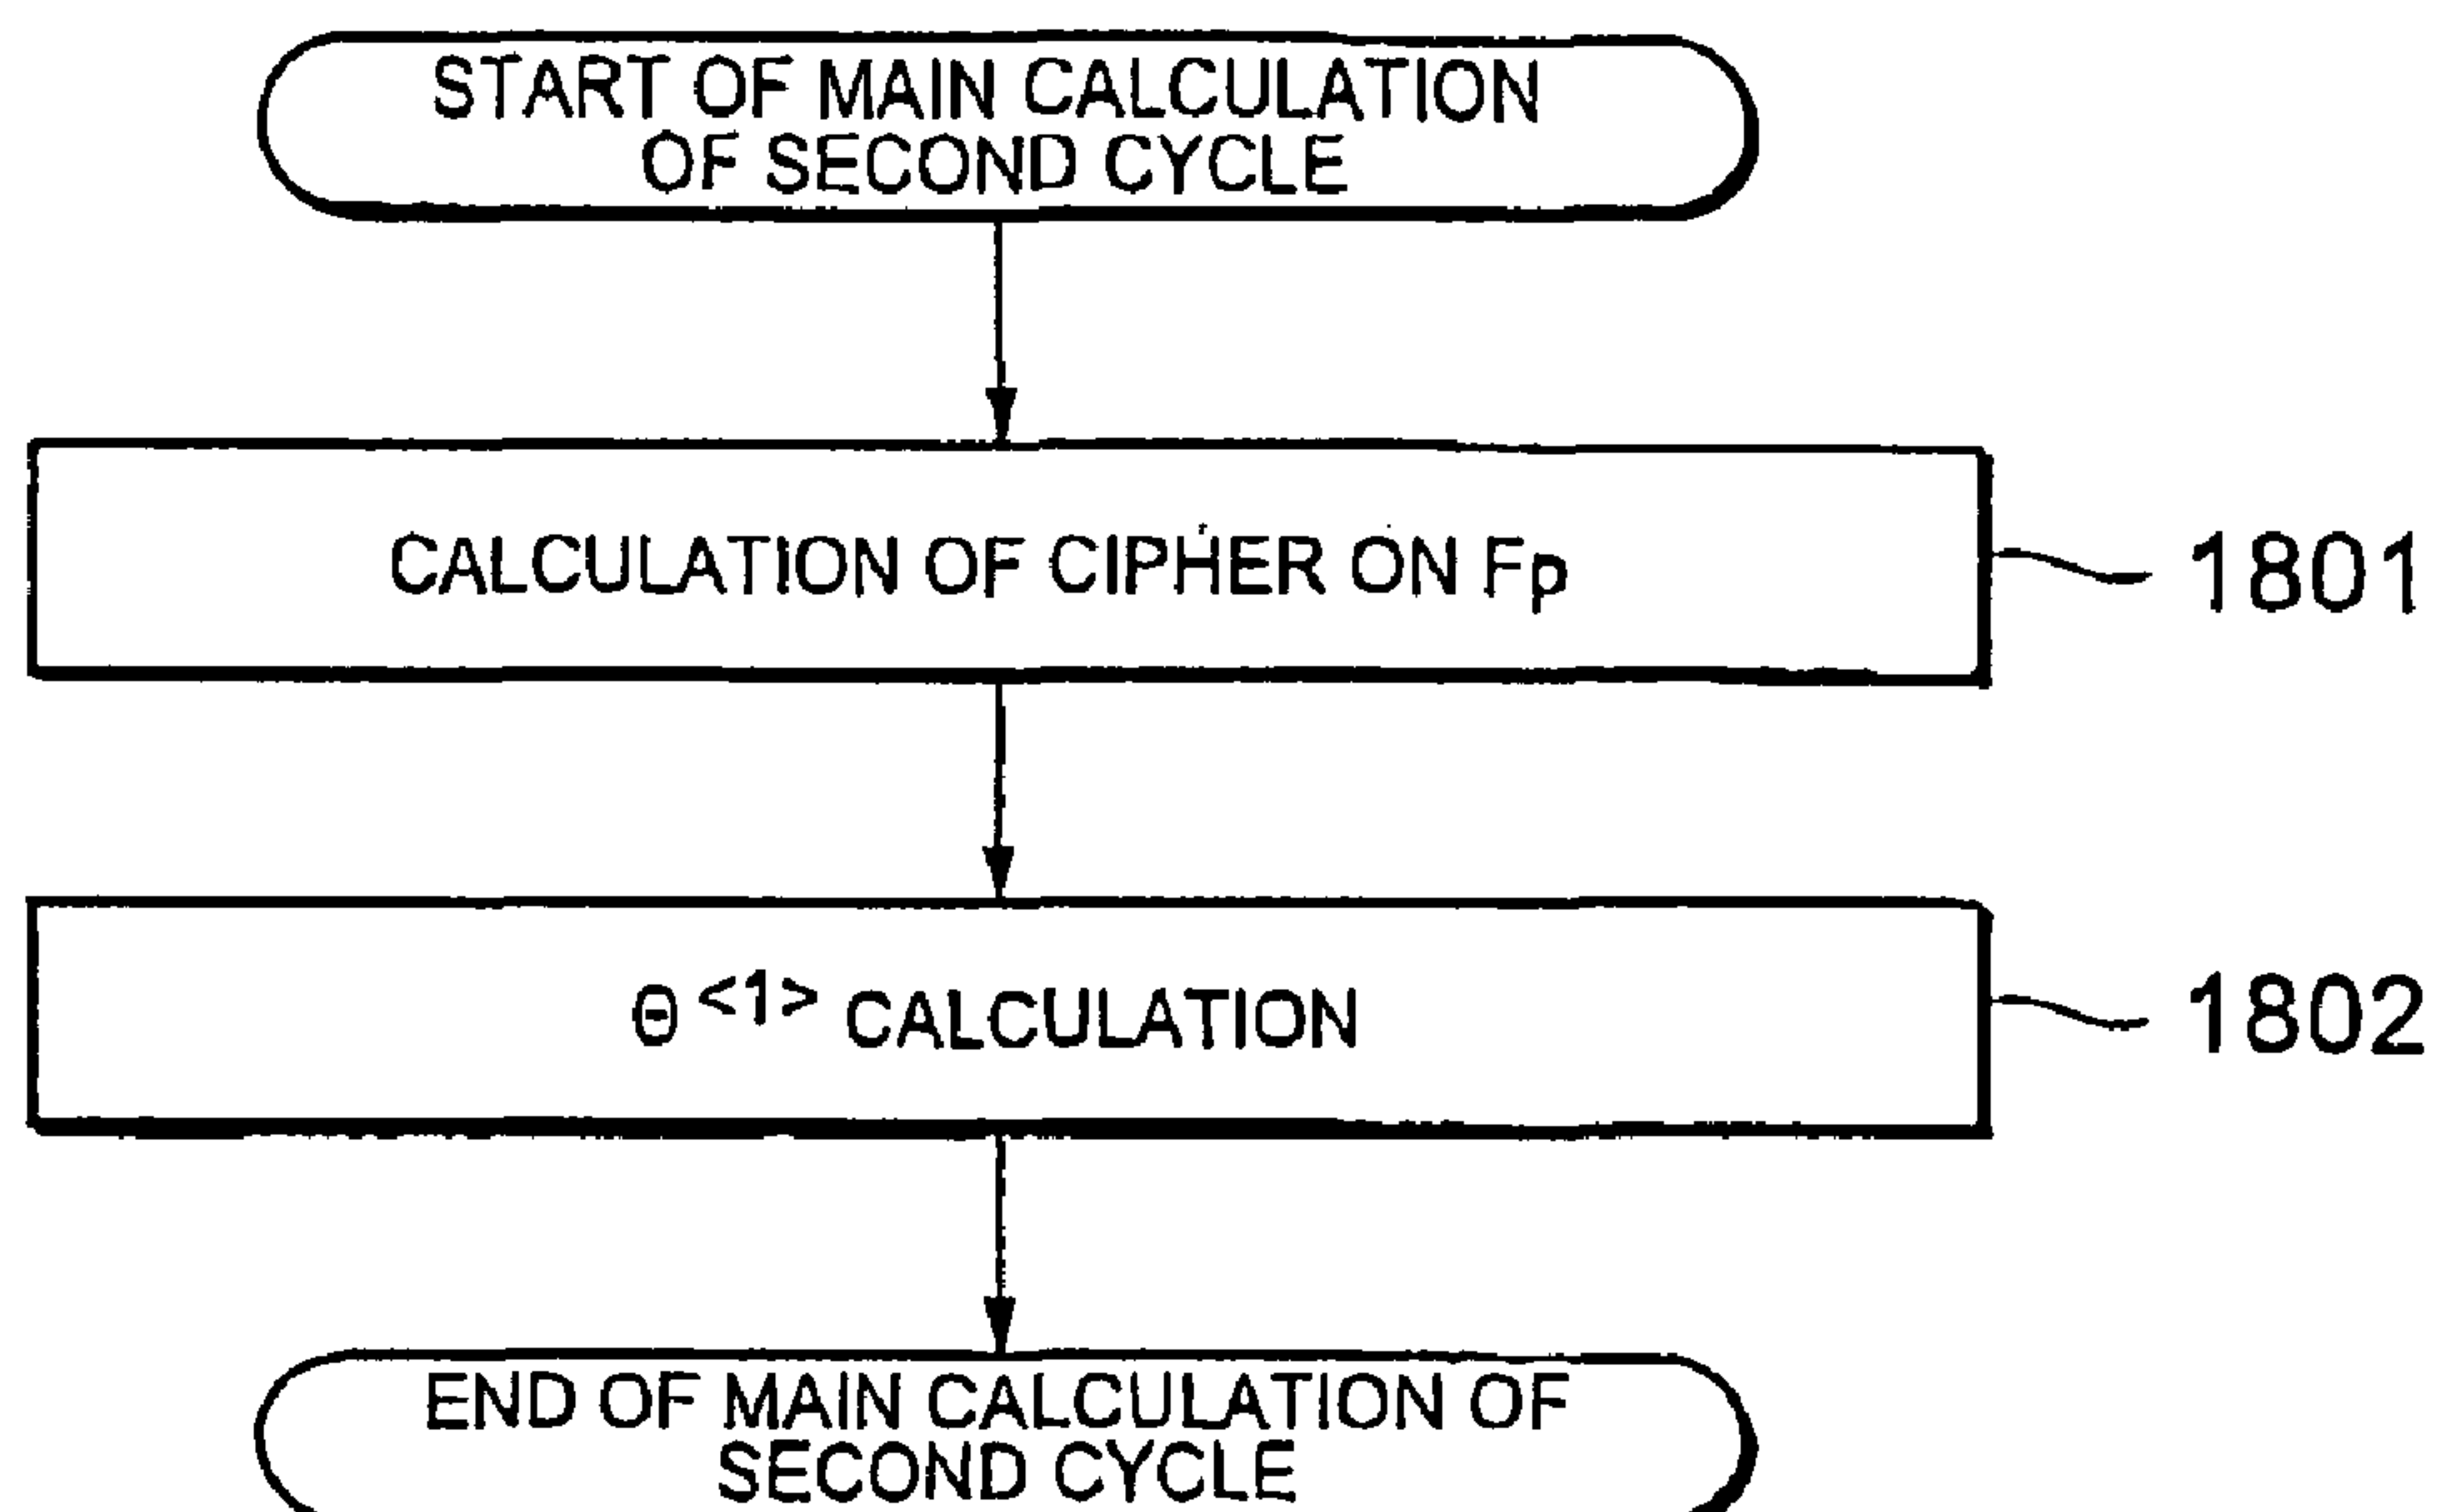 START OF MAIN CALCULATION
OF SECOND CYCLE
CALCULATION OF CIPHER ON Fp
1801
Θ<1> CALCULATION
1802
END OF MAIN CALCULATION OF
SECOND CYCLE